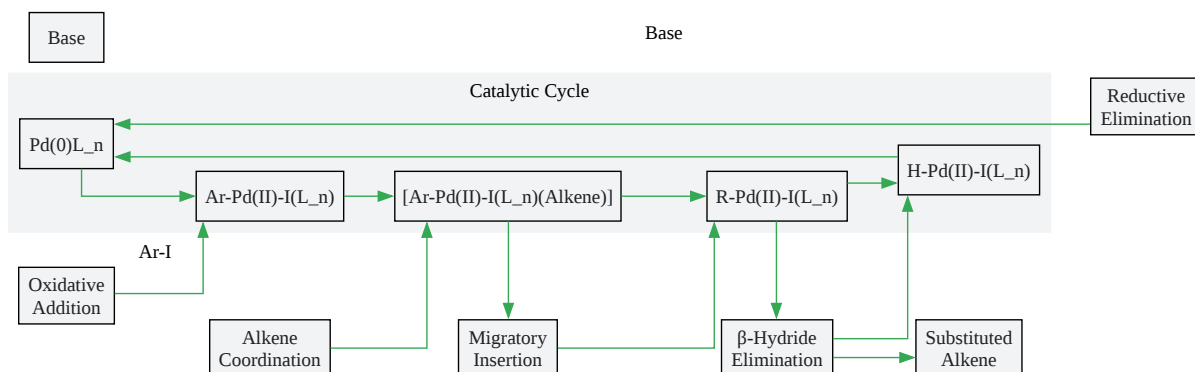 Base
Base
Catalytic Cycle
Reductive
Elimination
Pd(0)L_n
H-Pd(II)-I(L_n)
Ar-Pd(II)-I(L_n)
[Ar-Pd(II)-I(L_n)(Alkene)]
R-Pd(II)-I(L_n)
Ar-I
Oxidative
Addition
Alkene
Coordination
Migratory
Insertion
β-Hydride
Elimination
Substituted
Alkene